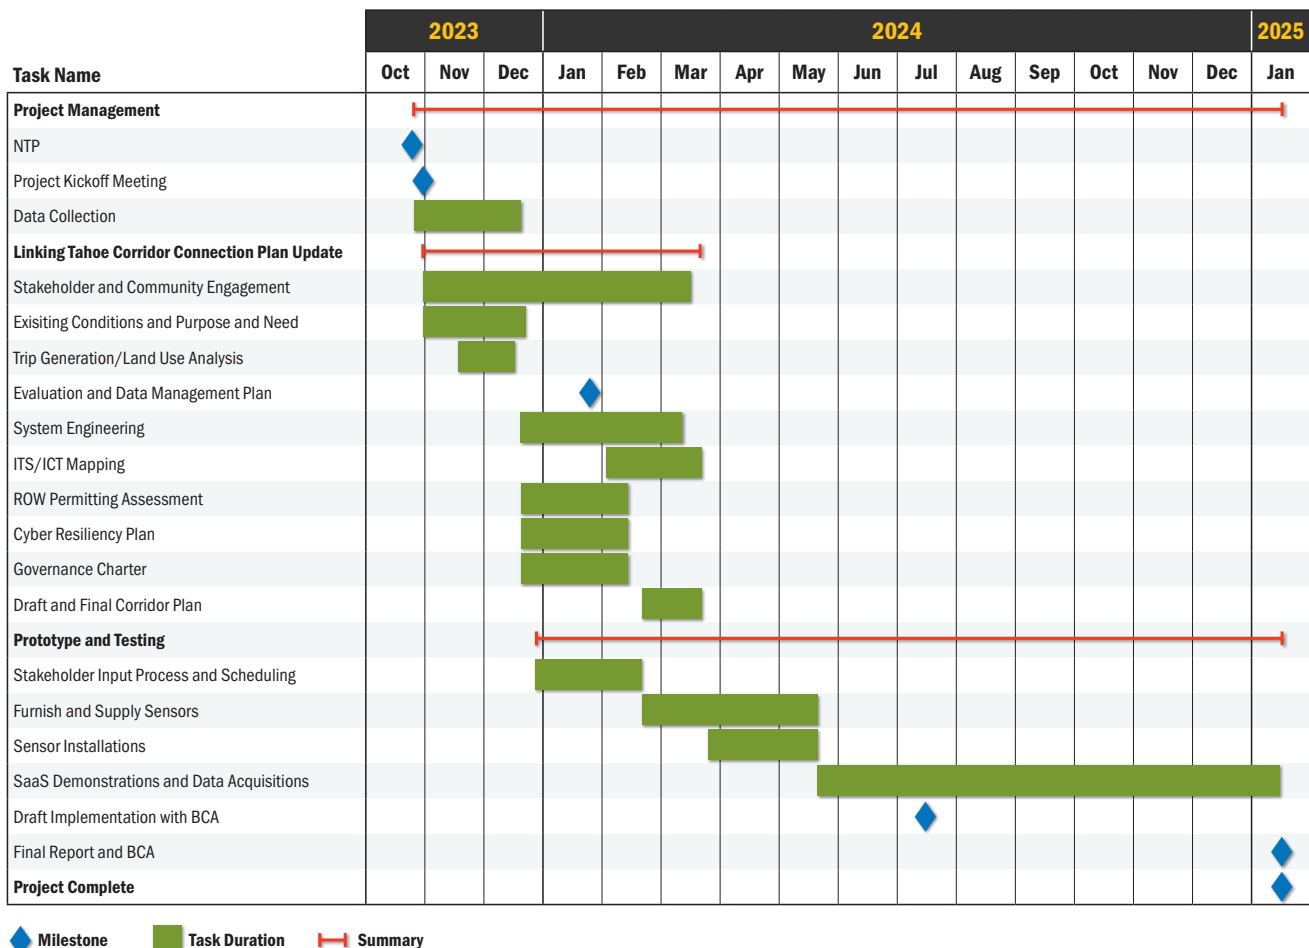 2023 2024 2025
Task Name Oct Nov Dec Jan Feb Mar Apr May Jun Jul Aug Sep Oct Nov Dec Jan
Project Management
NTP
Project Kickoff Meeting
Data Collection
Linking Tahoe Corridor Connection Plan Update
Stakeholder and Community Engagement
Exisiting Conditions and Purpose and Need
Trip Generation/Land Use Analysis
Evaluation and Data Management Plan
System Engineering
ITS/ICT Mapping
ROW Permitting Assessment
Cyber Resiliency Plan
Governance Charter
Draft and Final Corridor Plan
Prototype and Testing
Stakeholder Input Process and Scheduling
Furnish and Supply Sensors
Sensor Installations
SaaS Demonstrations and Data Acquisitions
Draft Implementation with BCA
Final Report and BCA
Project Complete
Milestone Task Duration Summary